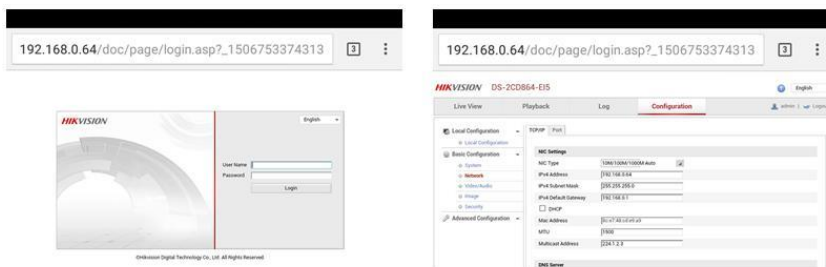 192.168.0.64/doc/page/login.asp?_1506753374313
3
HIKVISION
English
User Name
Password
Login
©Hikvision Digital Technology Co., Ltd. All Rights Reserved.
192.168.0.64/doc/page/login.asp?_1506753374313
3
HIKVISION DS-2CD864-EI5
English
Live View Playback Log Configuration
admin
Local Configuration
Local Configuration
Basic Configuration
System
Network
Video/Audio
Image
Security
Advanced Configuration
TCP/IP Port
NIC Settings
NIC Type 10M/100M/1000M Auto
IPv4 Address 192.168.0.64
IPv4 Subnet Mask 255.255.255.0
IPv4 Default Gateway 192.168.0.1
DHCP
Mac Address
MTU 1500
Multicast Address
DNS Server